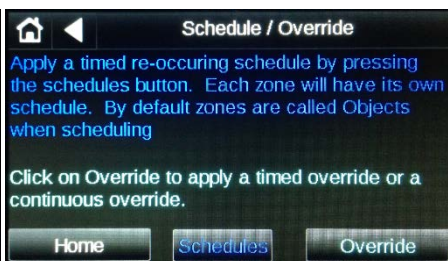 Schedule / Override
Apply a timed re-occuring schedule by pressing
the schedules button. Each zone will have its own
schedule. By default zones are called Objects
when scheduling
Click on Override to apply a timed override or a
continuous override.
Home
Schedules
Override